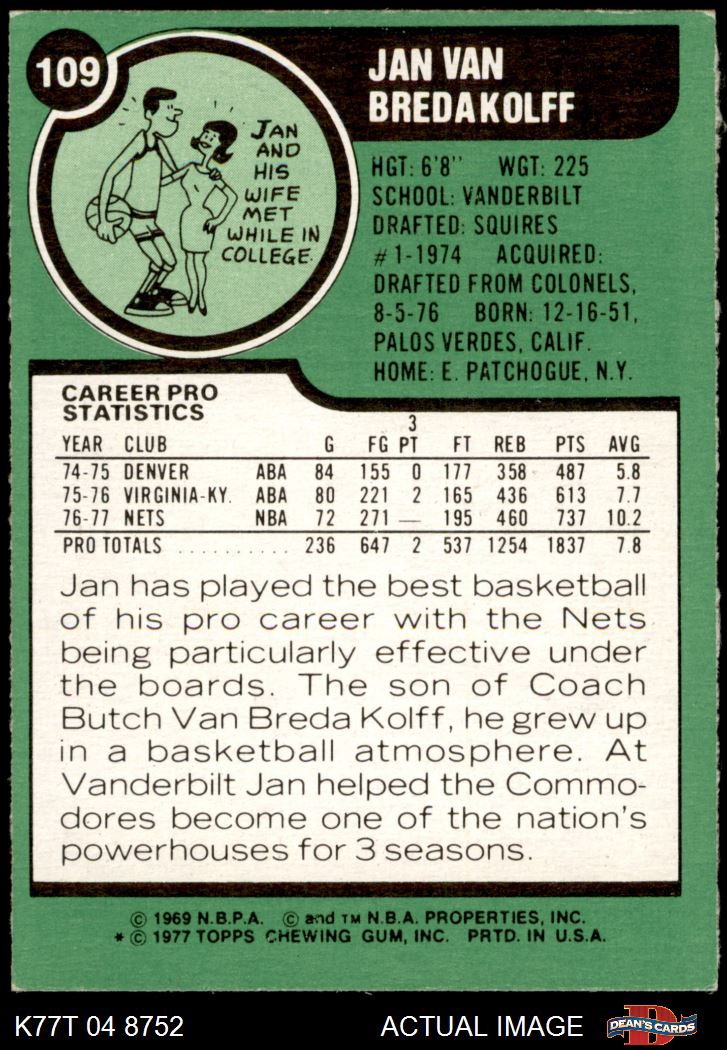 109
JAN VAN
BREDA KOLFF
JAN
AND
HIS
WIFE
MET
WHILE IN
COLLEGE.
HGT: 6'8" WGT: 225
SCHOOL: VANDERBILT
DRAFTED: SQUIRES
#1-1974 ACQUIRED:
DRAFTED FROM COLONELS,
8-5-76 BORN: 12-16-51,
PALOS VERDES, CALIF.
HOME: E. PATCHOGUE, N.Y.
CAREER PRO
STATISTICS
3
YEAR CLUB G FG PT FT REB PTS AVG
74-75 DENVER ABA 84 155 0 177 358 487 5.8
75-76 VIRGINIA-KY. ABA 80 221 2 165 436 613 7.7
76-77 NETS NBA 72 271 — 195 460 737 10.2
PRO TOTALS .......... 236 647 2 537 1254 1837 7.8
Jan has played the best basketball
of his pro career with the Nets
being particularly effective under
the boards. The son of Coach
Butch Van Breda Kolff, he grew up
in a basketball atmosphere. At
Vanderbilt Jan helped the Commo-
dores become one of the nation's
powerhouses for 3 seasons.
© 1969 N.B.P.A. © and TM N.B.A. PROPERTIES, INC.
* © 1977 TOPPS CHEWING GUM, INC. PRTD. IN U.S.A.
K77T 04 8752 ACTUAL IMAGE D DEAN'S CARDS